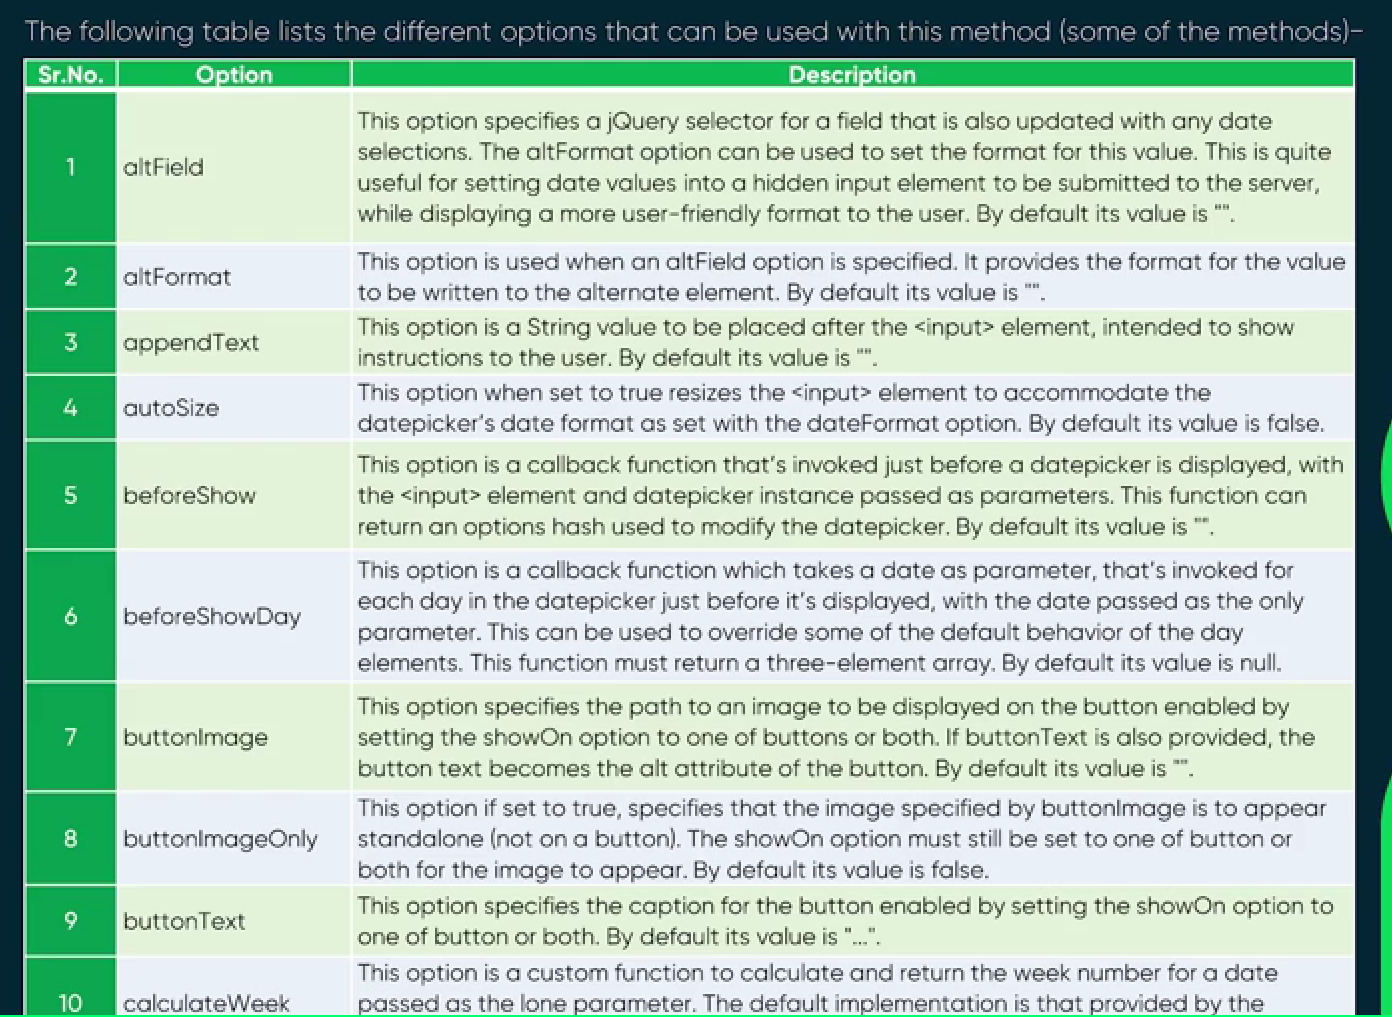 The following table lists the different options that can be used with this method (some of the methods)-
Sr.No. Option Description
1 altField This option specifies a jQuery selector for a field that is also updated with any date
selections. The altFormat option can be used to set the format for this value. This is quite
useful for setting date values into a hidden input element to be submitted to the server,
while displaying a more user-friendly format to the user. By default its value is "".
2 altFormat This option is used when an altField option is specified. It provides the format for the value
to be written to the alternate element. By default its value is "".
3 appendText This option is a String value to be placed after the <input> element, intended to show
instructions to the user. By default its value is "".
4 autoSize This option when set to true resizes the <input> element to accommodate the
datepicker's date format as set with the dateFormat option. By default its value is false.
5 beforeShow This option is a callback function that's invoked just before a datepicker is displayed, with
the <input> element and datepicker instance passed as parameters. This function can
return an options hash used to modify the datepicker. By default its value is "".
6 beforeShowDay This option is a callback function which takes a date as parameter, that's invoked for
each day in the datepicker just before it's displayed, with the date passed as the only
parameter. This can be used to override some of the default behavior of the day
elements. This function must return a three-element array. By default its value is null.
7 buttonImage This option specifies the path to an image to be displayed on the button enabled by
setting the showOn option to one of buttons or both. If buttonText is also provided, the
button text becomes the alt attribute of the button. By default its value is "".
8 buttonImageOnly This option if set to true, specifies that the image specified by buttonImage is to appear
standalone (not on a button). The showOn option must still be set to one of button or
both for the image to appear. By default its value is false.
9 buttonText This option specifies the caption for the button enabled by setting the showOn option to
one of button or both. By default its value is "...".
10 calculateWeek This option is a custom function to calculate and return the week number for a date
passed as the lone parameter. The default implementation is that provided by the